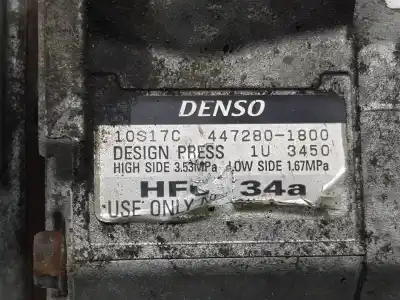 DENSO
10S17C 447280-1800
DESIGN PRESS 1U 3450
HIGH SIDE 3.53MPa LOW SIDE 1.67MPa
HFC 34a
USE ONLY